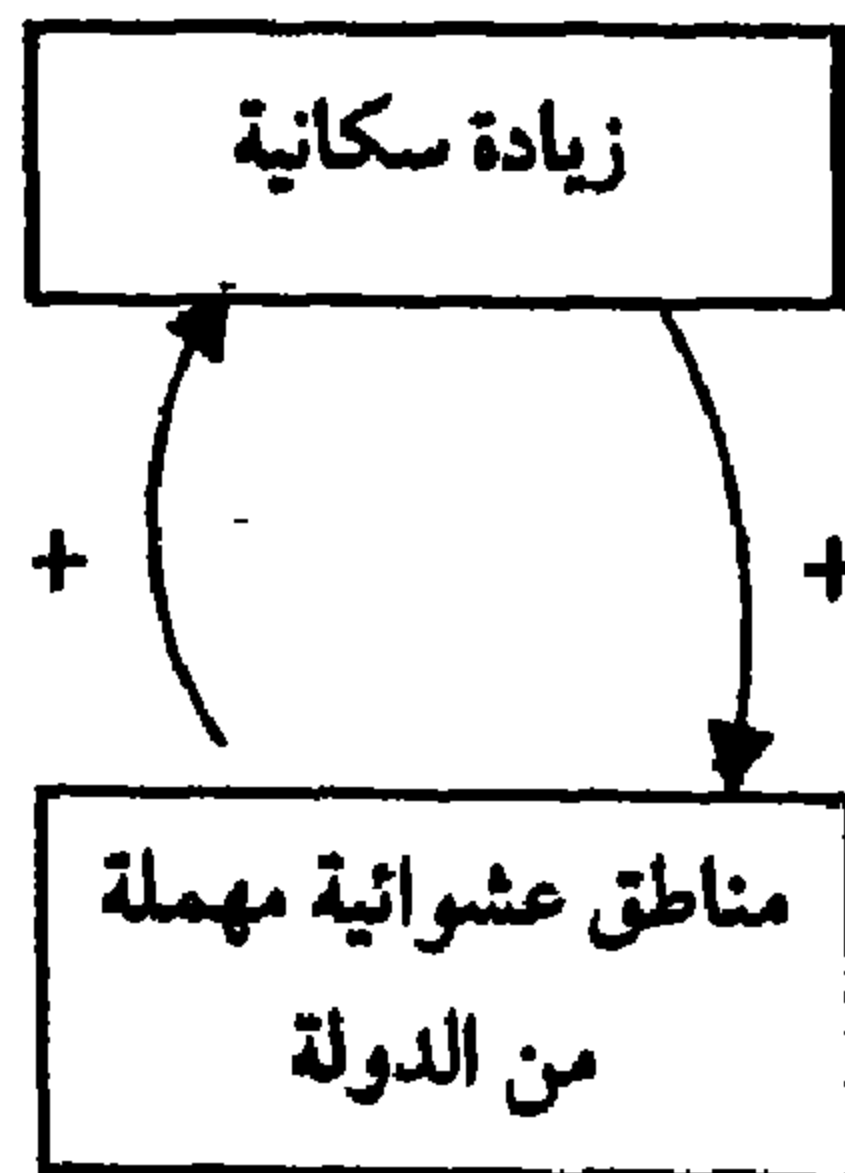 زيادة سكانية
+ +
مناطق عشوائية مهملة
من الدولة